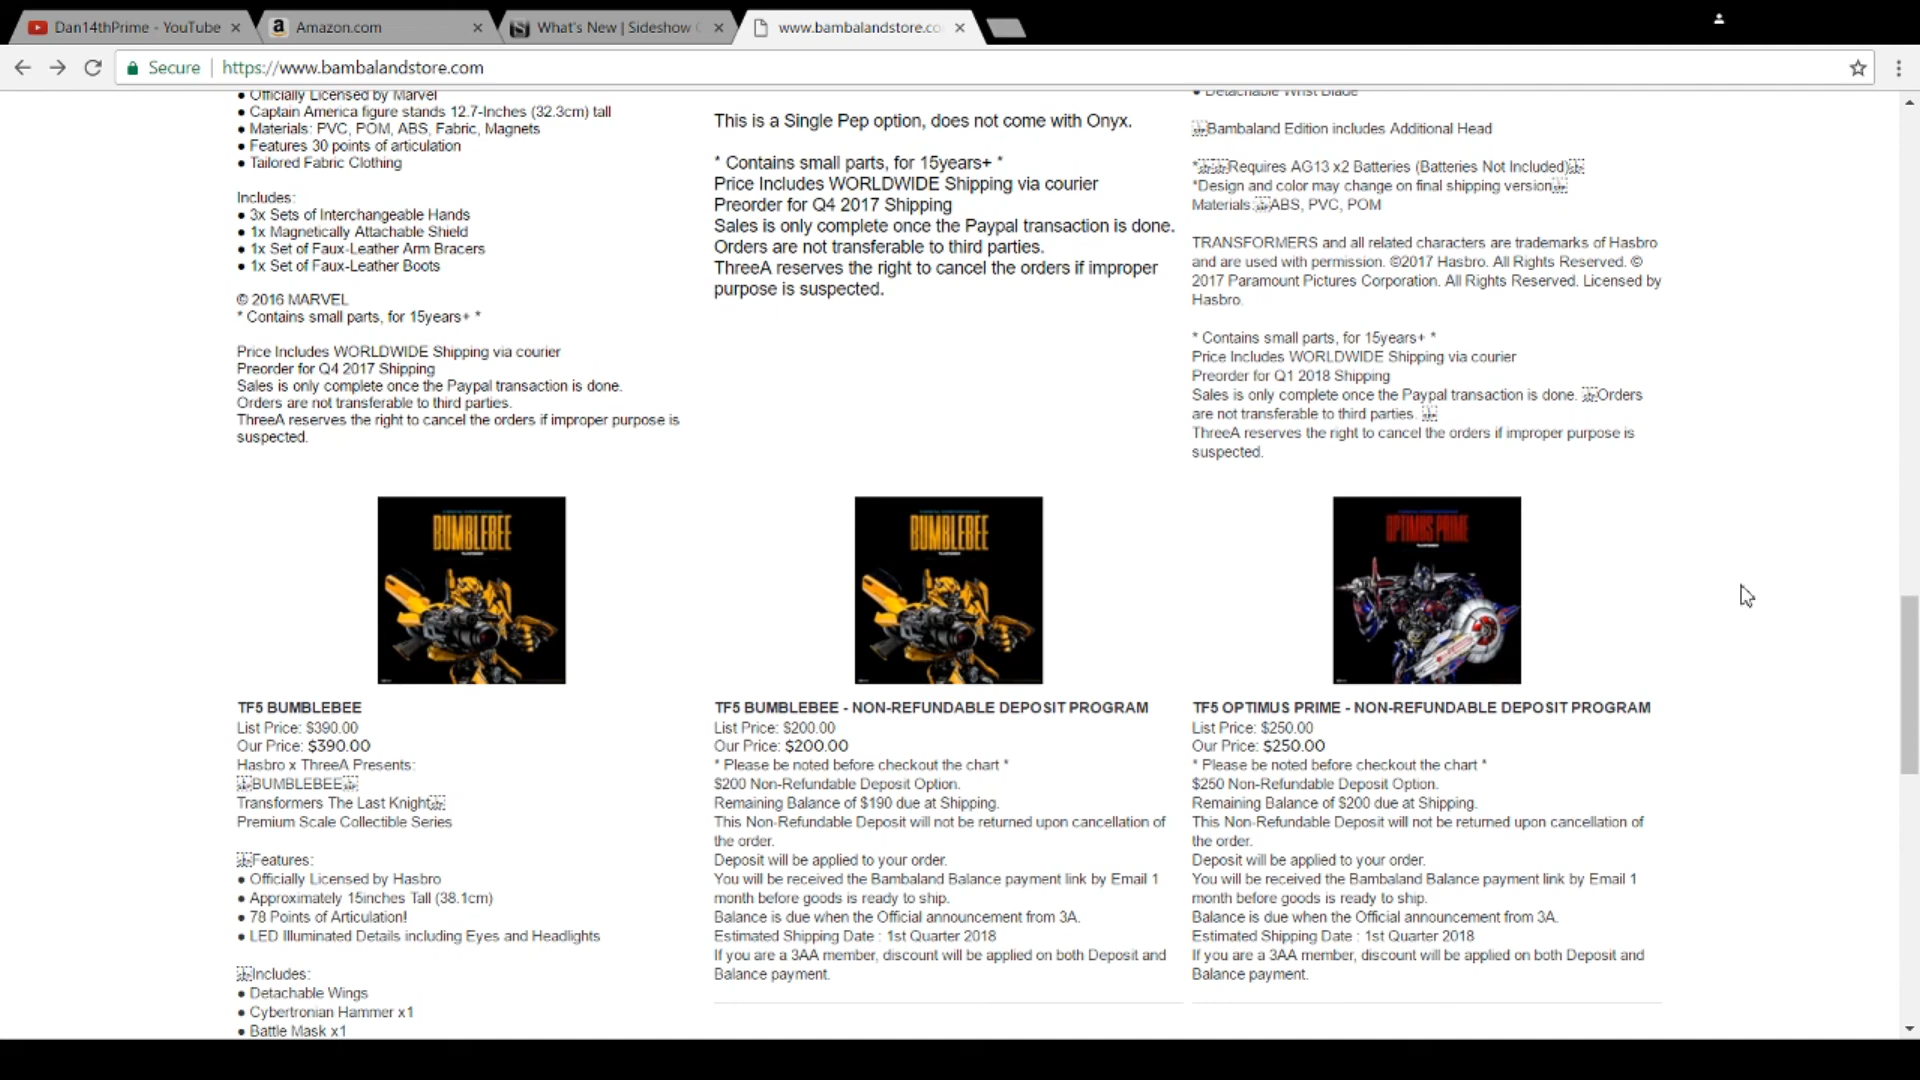 Dan14thPrime - YouTube
Amazon.com
What's New | Sideshow
www.bambalandstore.co
Secure
https://www.bambalandstore.com
● Officially Licensed by Marvel
● Captain America figure stands 12.7-Inches (32.3cm) tall
● Materials: PVC, POM, ABS, Fabric, Magnets
● Features 30 points of articulation
● Tailored Fabric Clothing
Includes:
● 3x Sets of Interchangeable Hands
● 1x Magnetically Attachable Shield
● 1x Set of Faux-Leather Arm Bracers
● 1x Set of Faux-Leather Boots
© 2016 MARVEL
* Contains small parts, for 15years+ *
Price Includes WORLDWIDE Shipping via courier
Preorder for Q4 2017 Shipping
Sales is only complete once the Paypal transaction is done.
Orders are not transferable to third parties.
ThreeA reserves the right to cancel the orders if improper purpose is
suspected.
This is a Single Pep option, does not come with Onyx.
* Contains small parts, for 15years+ *
Price Includes WORLDWIDE Shipping via courier
Preorder for Q4 2017 Shipping
Sales is only complete once the Paypal transaction is done.
Orders are not transferable to third parties.
ThreeA reserves the right to cancel the orders if improper
purpose is suspected.
● Detachable Wrist Blade
Bambaland Edition includes Additional Head
*Requires AG13 x2 Batteries (Batteries Not Included)
*Design and color may change on final shipping version
Materials: ABS, PVC, POM
TRANSFORMERS and all related characters are trademarks of Hasbro
and are used with permission. ©2017 Hasbro. All Rights Reserved. ©
2017 Paramount Pictures Corporation. All Rights Reserved. Licensed by
Hasbro.
* Contains small parts, for 15years+ *
Price Includes WORLDWIDE Shipping via courier
Preorder for Q1 2018 Shipping
Sales is only complete once the Paypal transaction is done. Orders
are not transferable to third parties.
ThreeA reserves the right to cancel the orders if improper purpose is
suspected.
BUMBLEBEE
BUMBLEBEE
OPTIMUS PRIME
TF5 BUMBLEBEE
List Price: $390.00
Our Price: $390.00
Hasbro x ThreeA Presents:
BUMBLEBEE
Transformers The Last Knight
Premium Scale Collectible Series
Features:
● Officially Licensed by Hasbro
● Approximately 15inches Tall (38.1cm)
● 78 Points of Articulation!
● LED Illuminated Details including Eyes and Headlights
Includes:
● Detachable Wings
● Cybertronian Hammer x1
● Battle Mask x1
TF5 BUMBLEBEE - NON-REFUNDABLE DEPOSIT PROGRAM
List Price: $200.00
Our Price: $200.00
* Please be noted before checkout the chart *
$200 Non-Refundable Deposit Option.
Remaining Balance of $190 due at Shipping.
This Non-Refundable Deposit will not be returned upon cancellation of
the order.
Deposit will be applied to your order.
You will be received the Bambaland Balance payment link by Email 1
month before goods is ready to ship.
Balance is due when the Official announcement from 3A.
Estimated Shipping Date : 1st Quarter 2018
If you are a 3AA member, discount will be applied on both Deposit and
Balance payment.
TF5 OPTIMUS PRIME - NON-REFUNDABLE DEPOSIT PROGRAM
List Price: $250.00
Our Price: $250.00
* Please be noted before checkout the chart *
$250 Non-Refundable Deposit Option.
Remaining Balance of $200 due at Shipping.
This Non-Refundable Deposit will not be returned upon cancellation of
the order.
Deposit will be applied to your order.
You will be received the Bambaland Balance payment link by Email 1
month before goods is ready to ship.
Balance is due when the Official announcement from 3A.
Estimated Shipping Date : 1st Quarter 2018
If you are a 3AA member, discount will be applied on both Deposit and
Balance payment.